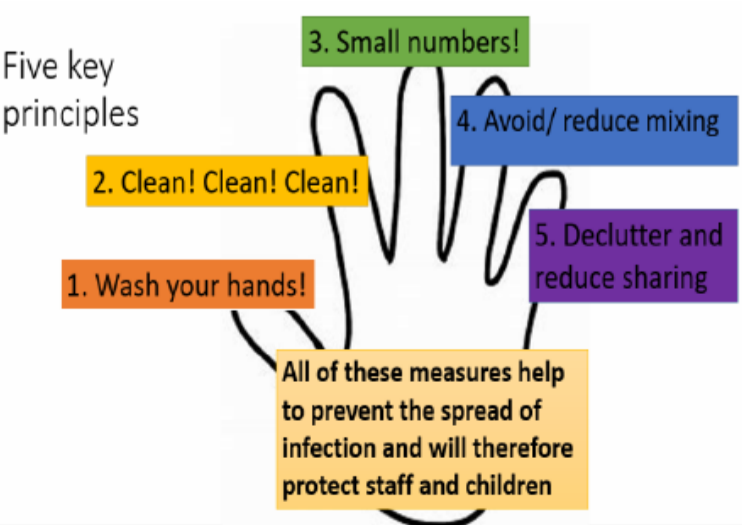 Five key
principles
1. Wash your hands!
2. Clean! Clean! Clean!
3. Small numbers!
4. Avoid/ reduce mixing
5. Declutter and
reduce sharing
All of these measures help
to prevent the spread of
infection and will therefore
protect staff and children